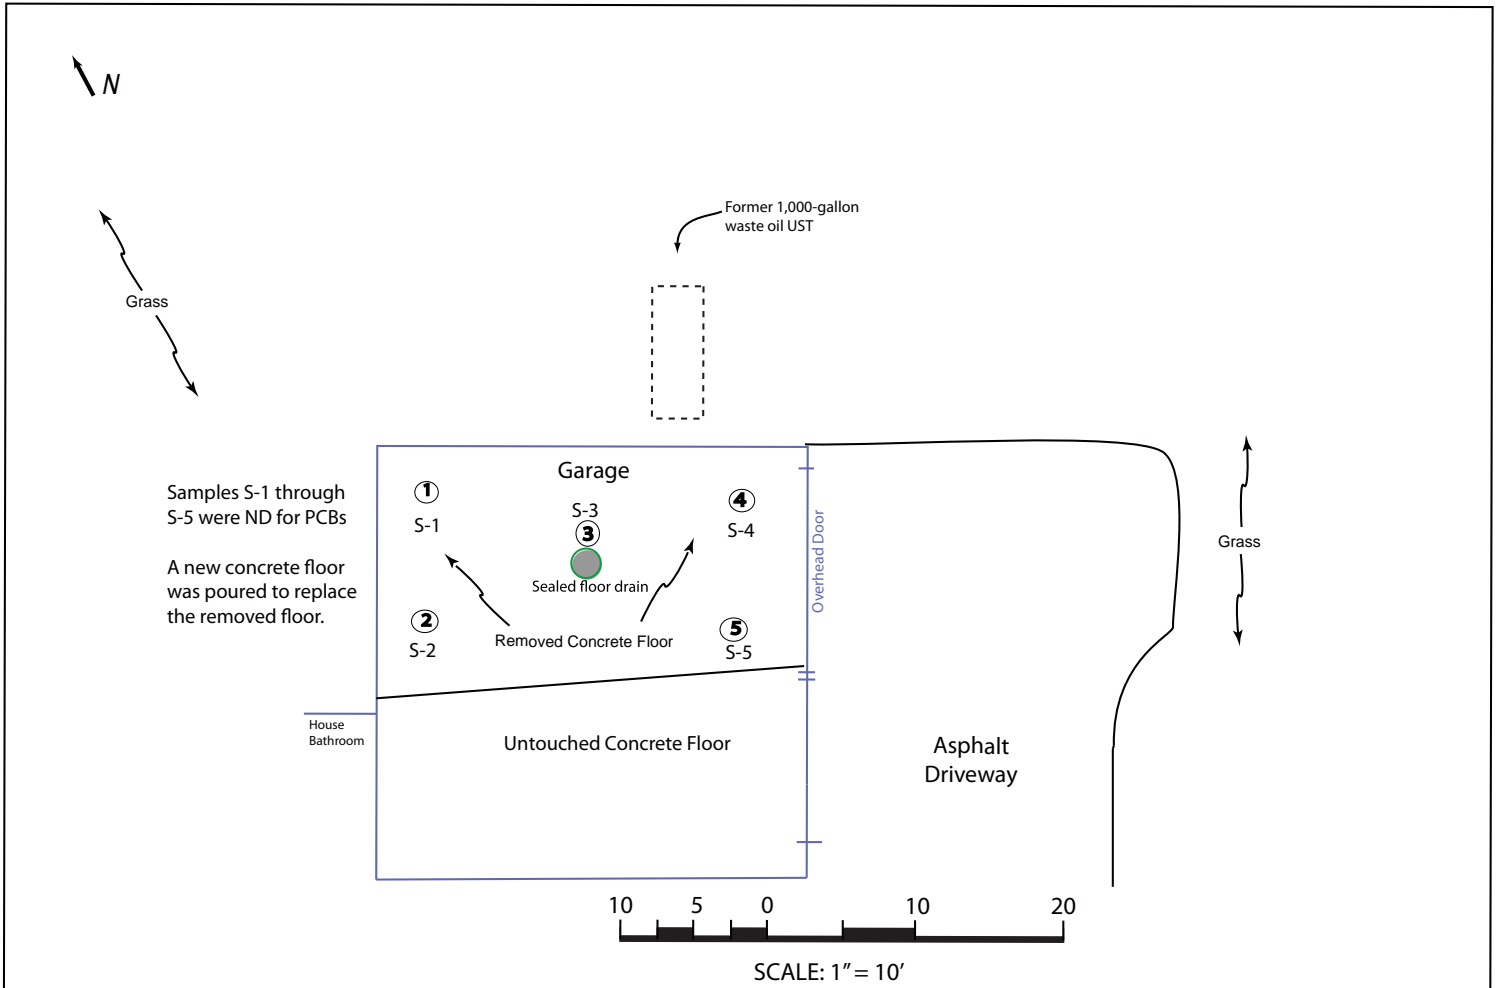 N
Former 1,000-gallon
waste oil UST
Grass
Garage
Samples S-1 through
S-5 were ND for PCBs
A new concrete floor
was poured to replace
the removed floor.
1
S-1
S-3
3
4
S-4
Sealed floor drain
Overhead Door
Grass
2
S-2
Removed Concrete Floor
5
S-5
House
Bathroom
Untouched Concrete Floor
Asphalt
Driveway
10 5 0 10 20
SCALE: 1” = 10’